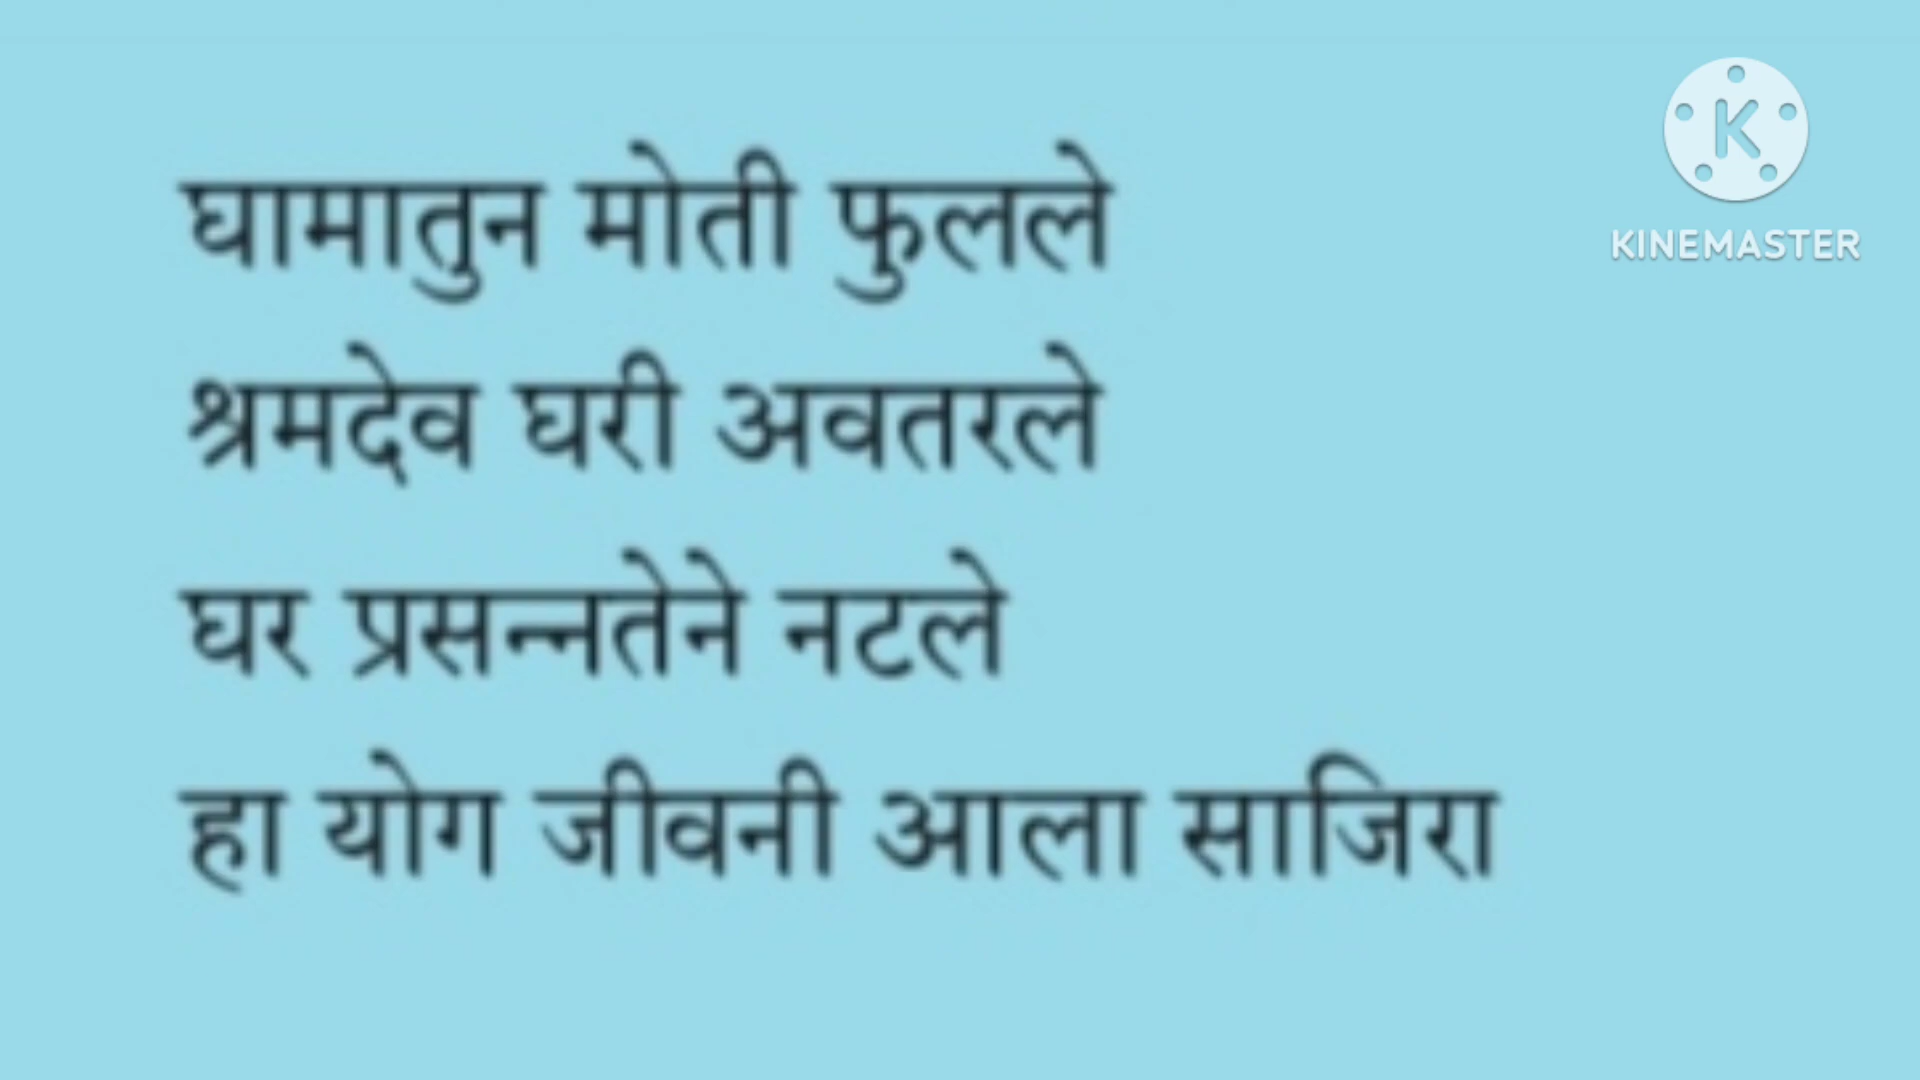 घामातुन मोती फुलले
श्रमदेव घरी अवतरले
घर प्रसन्नतेने नटले
हा योग जीवनी आला साजिरा
K
KINEMASTER